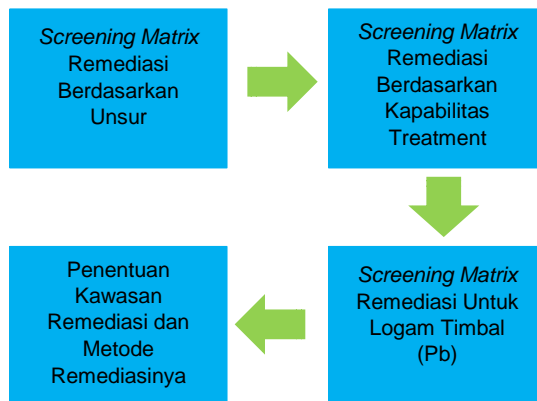 Screening Matrix
Remediasi
Berdasarkan
Unsur
Screening Matrix
Remediasi
Berdasarkan
Kapabilitas
Treatment
Screening Matrix
Remediasi Untuk
Logam Timbal
(Pb)
Penentuan
Kawasan
Remediasi dan
Metode
Remediasinya